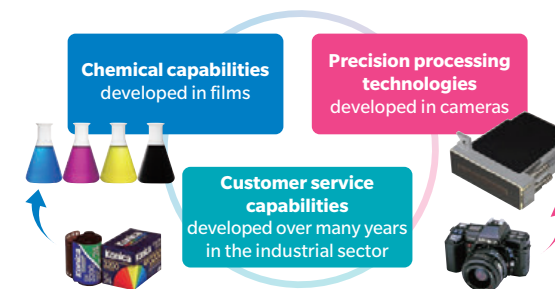 Chemical capabilities
developed in films
Precision processing
technologies
developed in cameras
Customer service
capabilities
developed over many years
in the industrial sector
Konica
Konica